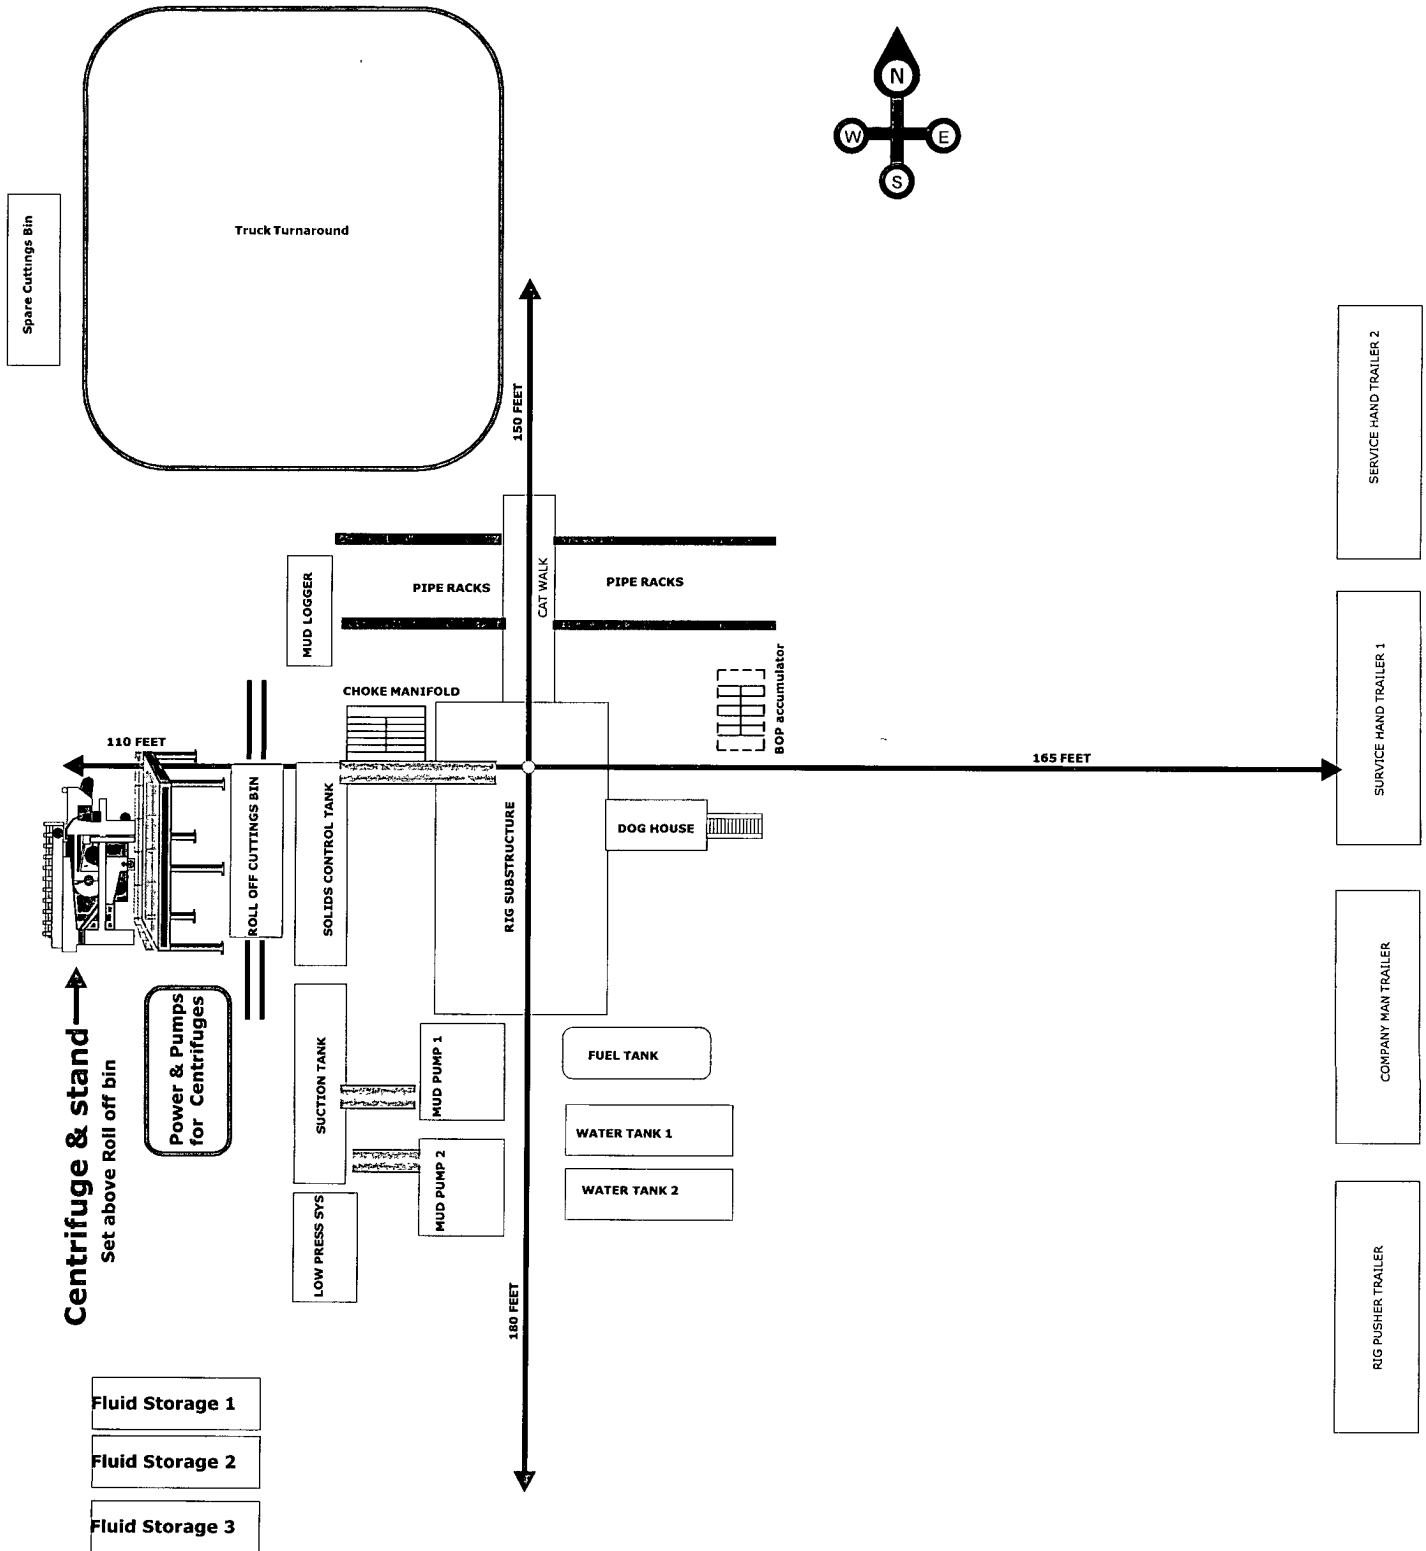 N
W
E
S
Truck Turnaround
Spare Cuttings Bin
150 FEET
SERVICE HAND TRAILER 2
MUD LOGGER
PIPE RACKS
CAT WALK
PIPE RACKS
SURVICE HAND TRAILER 1
CHOKE MANIFOLD
BOP accumulator
110 FEET
165 FEET
ROLL OFF CUTTINGS BIN
SOLIDS CONTROL TANK
RIG SUBSTRUCTURE
DOG HOUSE
COMPANY MAN TRAILER
Centrifuge & stand
Set above Roll off bin
Power & Pumps
for Centrifuges
SUCTION TANK
MUD PUMP 1
FUEL TANK
WATER TANK 1
MUD PUMP 2
WATER TANK 2
LOW PRESS SYS
180 FEET
RIG PUSHER TRAILER
Fluid Storage 1
Fluid Storage 2
Fluid Storage 3